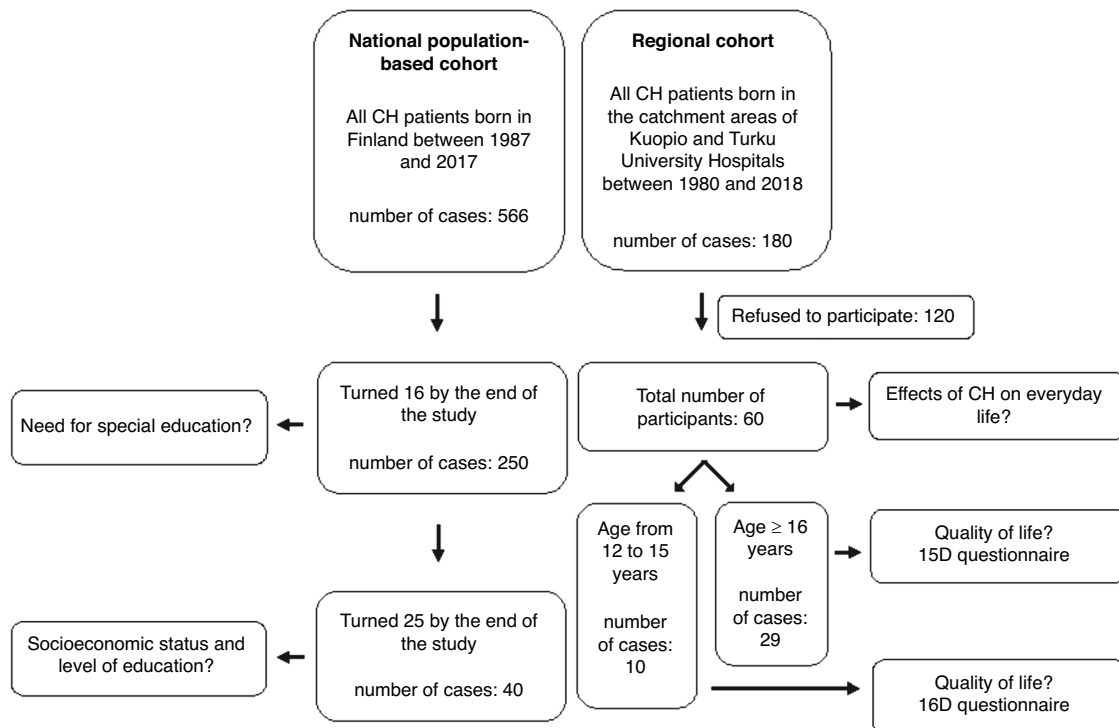 National population-
based cohort
All CH patients born in
Finland between 1987
and 2017
number of cases: 566
Regional cohort
All CH patients born in
the catchment areas of
Kuopio and Turku
University Hospitals
between 1980 and 2018
number of cases: 180
Refused to participate: 120
Need for special education?
Turned 16 by the end of
the study
number of cases: 250
Total number of
participants: 60
Effects of CH on everyday
life?
Age from
12 to 15
years
number
of cases:
10
Age ≥ 16
years
number
of cases:
29
Quality of life?
15D questionnaire
Socioeconomic status and
level of education?
Turned 25 by the end of
the study
number of cases: 40
Quality of life?
16D questionnaire